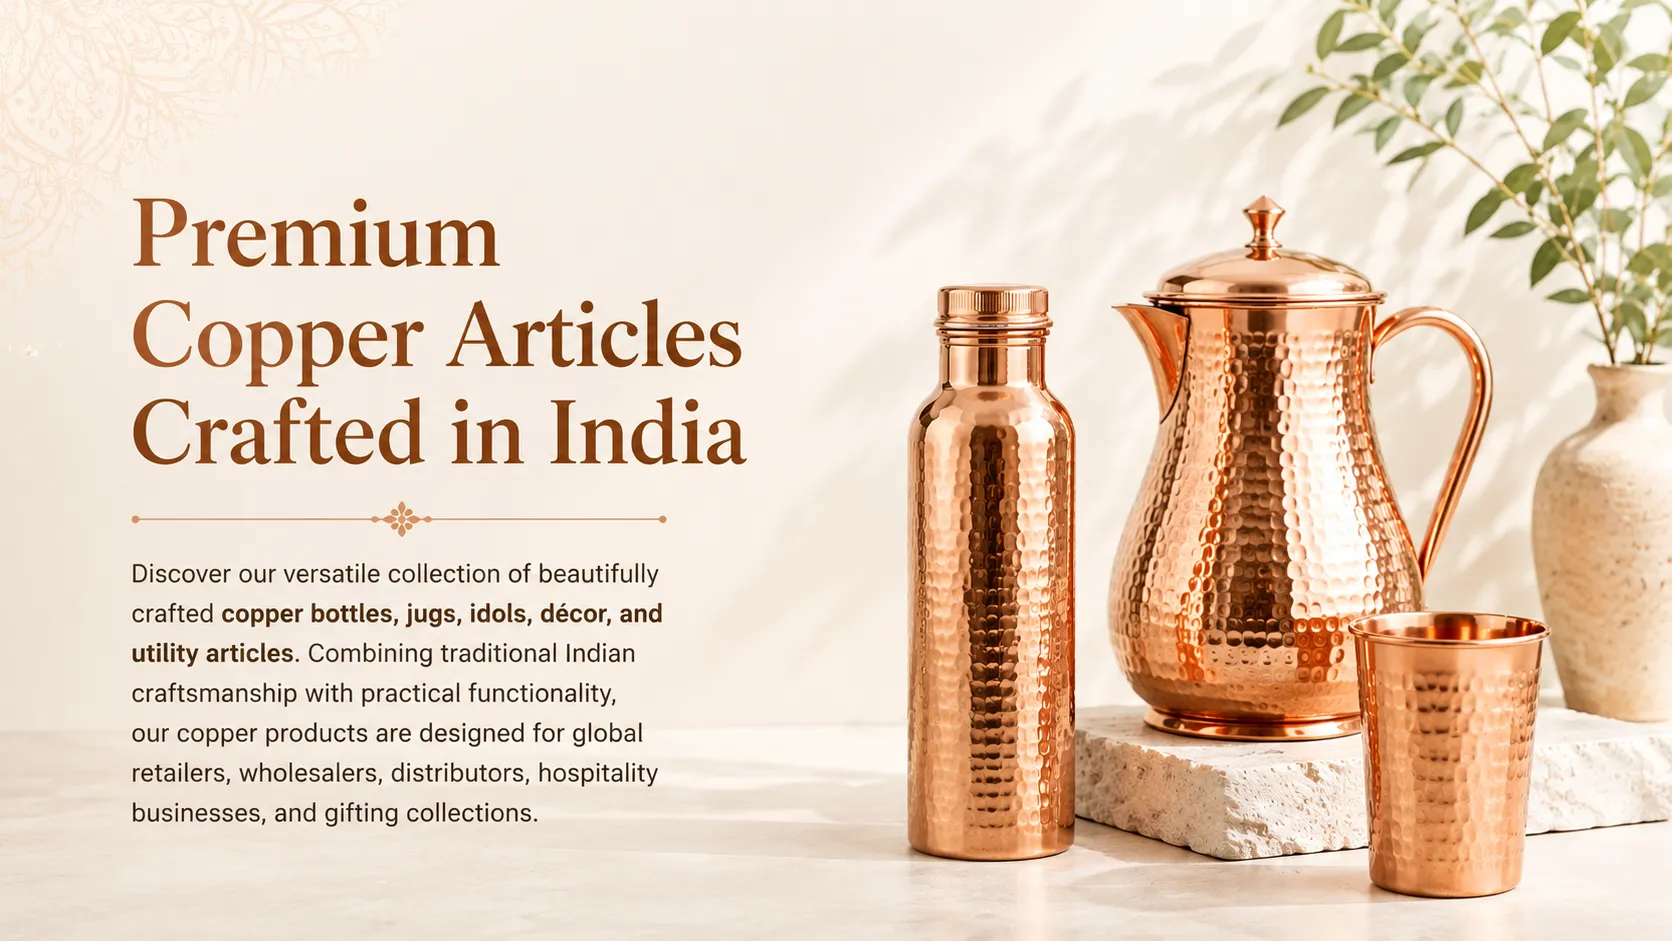 Premium
Copper Articles
Crafted in India
Discover our versatile collection of beautifully
crafted copper bottles, jugs, idols, décor, and
utility articles. Combining traditional Indian
craftsmanship with practical functionality,
our copper products are designed for global
retailers, wholesalers, distributors, hospitality
businesses, and gifting collections.